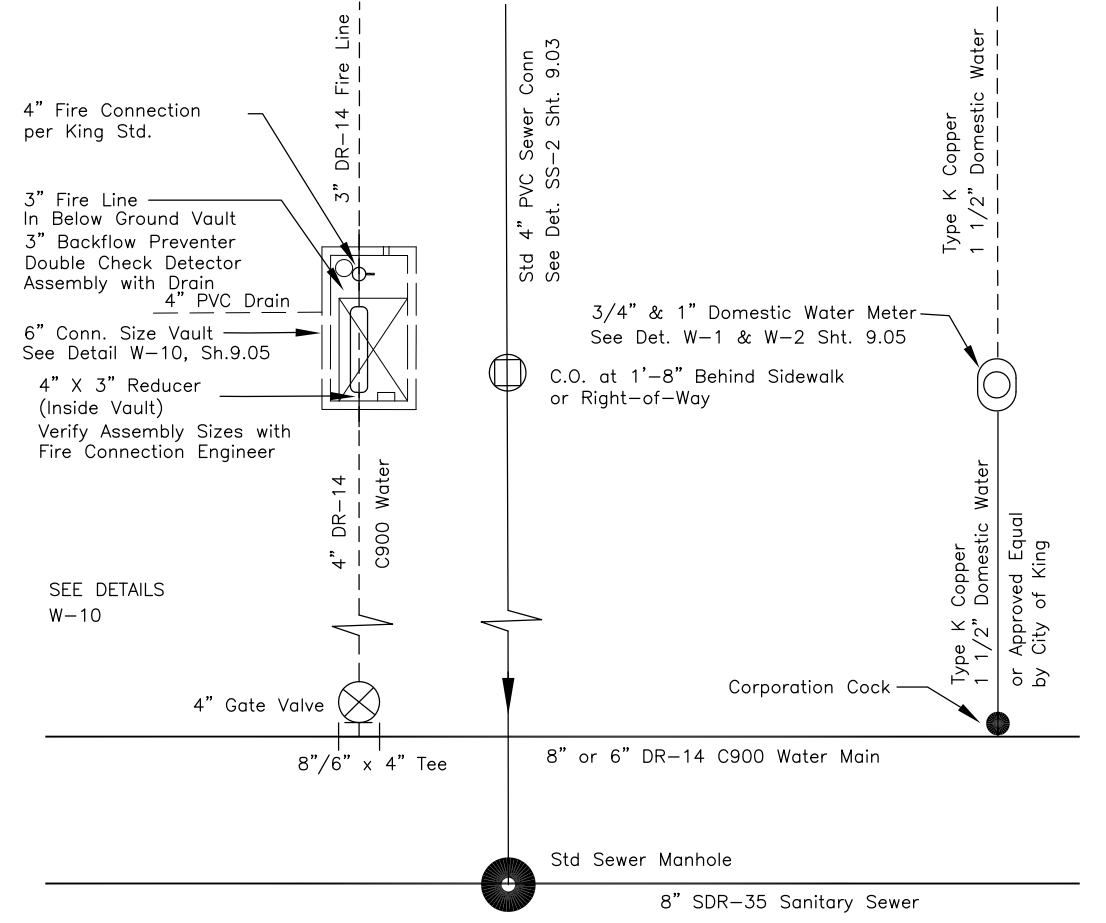 3" DR-14 Fire Line
Std 4" PVC Sewer Conn
See Det. SS-2 Sht. 9.03
Type K Copper
1 1/2" Domestic Water
4" Fire Connection
per King Std.
3" Fire Line
In Below Ground Vault
3" Backflow Preventer
Double Check Detector
Assembly with Drain
4" PVC Drain
6" Conn. Size Vault
See Detail W-10, Sh.9.05
4" X 3" Reducer
(Inside Vault)
Verify Assembly Sizes with
Fire Connection Engineer
3/4" & 1" Domestic Water Meter
See Det. W-1 & W-2 Sht. 9.05
C.O. at 1'-8" Behind Sidewalk
or Right-of-Way
4" DR-14
C900 Water
Type K Copper
1 1/2" Domestic Water
or Approved Equal
by City of King
SEE DETAILS
W-10
Corporation Cock
4" Gate Valve
8"/6" x 4" Tee
8" or 6" DR-14 C900 Water Main
Std Sewer Manhole
8" SDR-35 Sanitary Sewer